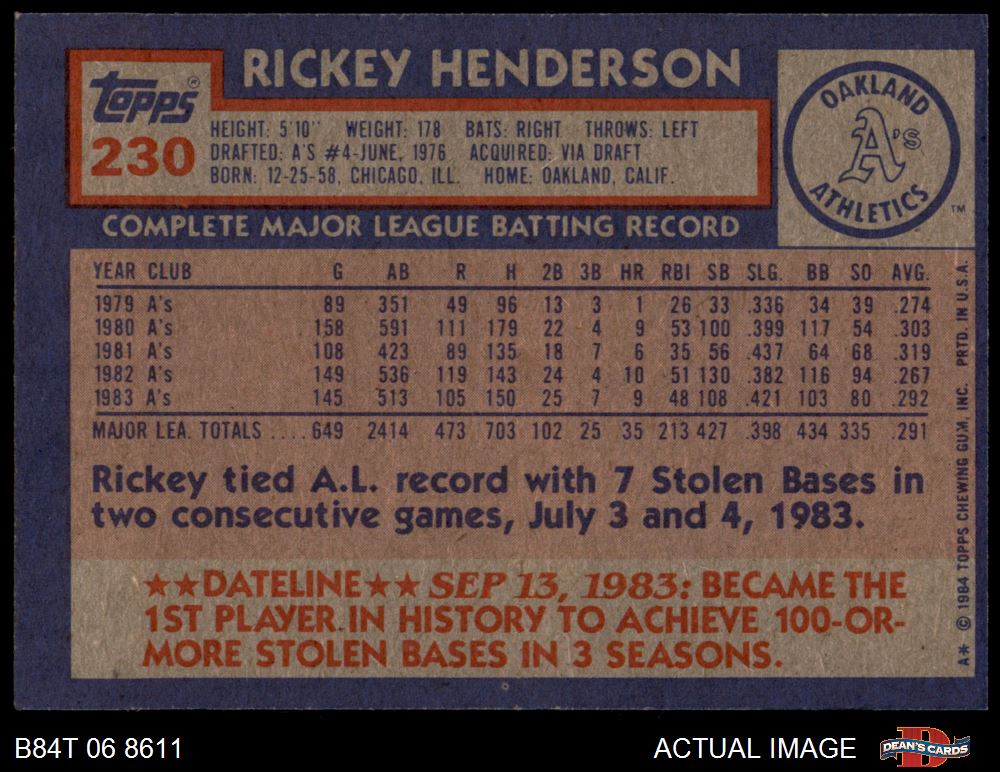 RICKEY HENDERSON
Topps®
230
HEIGHT: 5'10" WEIGHT: 178 BATS: RIGHT THROWS: LEFT
DRAFTED: A'S #4-JUNE, 1976 ACQUIRED: VIA DRAFT
BORN: 12-25-58, CHICAGO, ILL. HOME: OAKLAND, CALIF.
OAKLAND
A's
ATHLETICS
TM
COMPLETE MAJOR LEAGUE BATTING RECORD
YEAR CLUB G AB R H 2B 3B HR RBI SB SLG. BB SO AVG.
1979 A's 89 351 49 96 13 3 1 26 33 .336 34 39 .274
1980 A's 158 591 111 179 22 4 9 53 100 .399 117 54 .303
1981 A's 108 423 89 135 18 7 6 35 56 .437 64 68 .319
1982 A's 149 536 119 143 24 4 10 51 130 .382 116 94 .267
1983 A's 145 513 105 150 25 7 9 48 108 .421 103 80 .292
MAJOR LEA. TOTALS .... 649 2414 473 703 102 25 35 213 427 .398 434 335 .291
Rickey tied A.L. record with 7 Stolen Bases in
two consecutive games, July 3 and 4, 1983.
★★DATELINE★★ SEP 13, 1983: BECAME THE
1ST PLAYER IN HISTORY TO ACHIEVE 100-OR-
MORE STOLEN BASES IN 3 SEASONS.
A* © 1984 TOPPS CHEWING GUM, INC. PRTD. IN U.S.A.
B84T 06 8611
ACTUAL IMAGE
DEAN'S CARDS